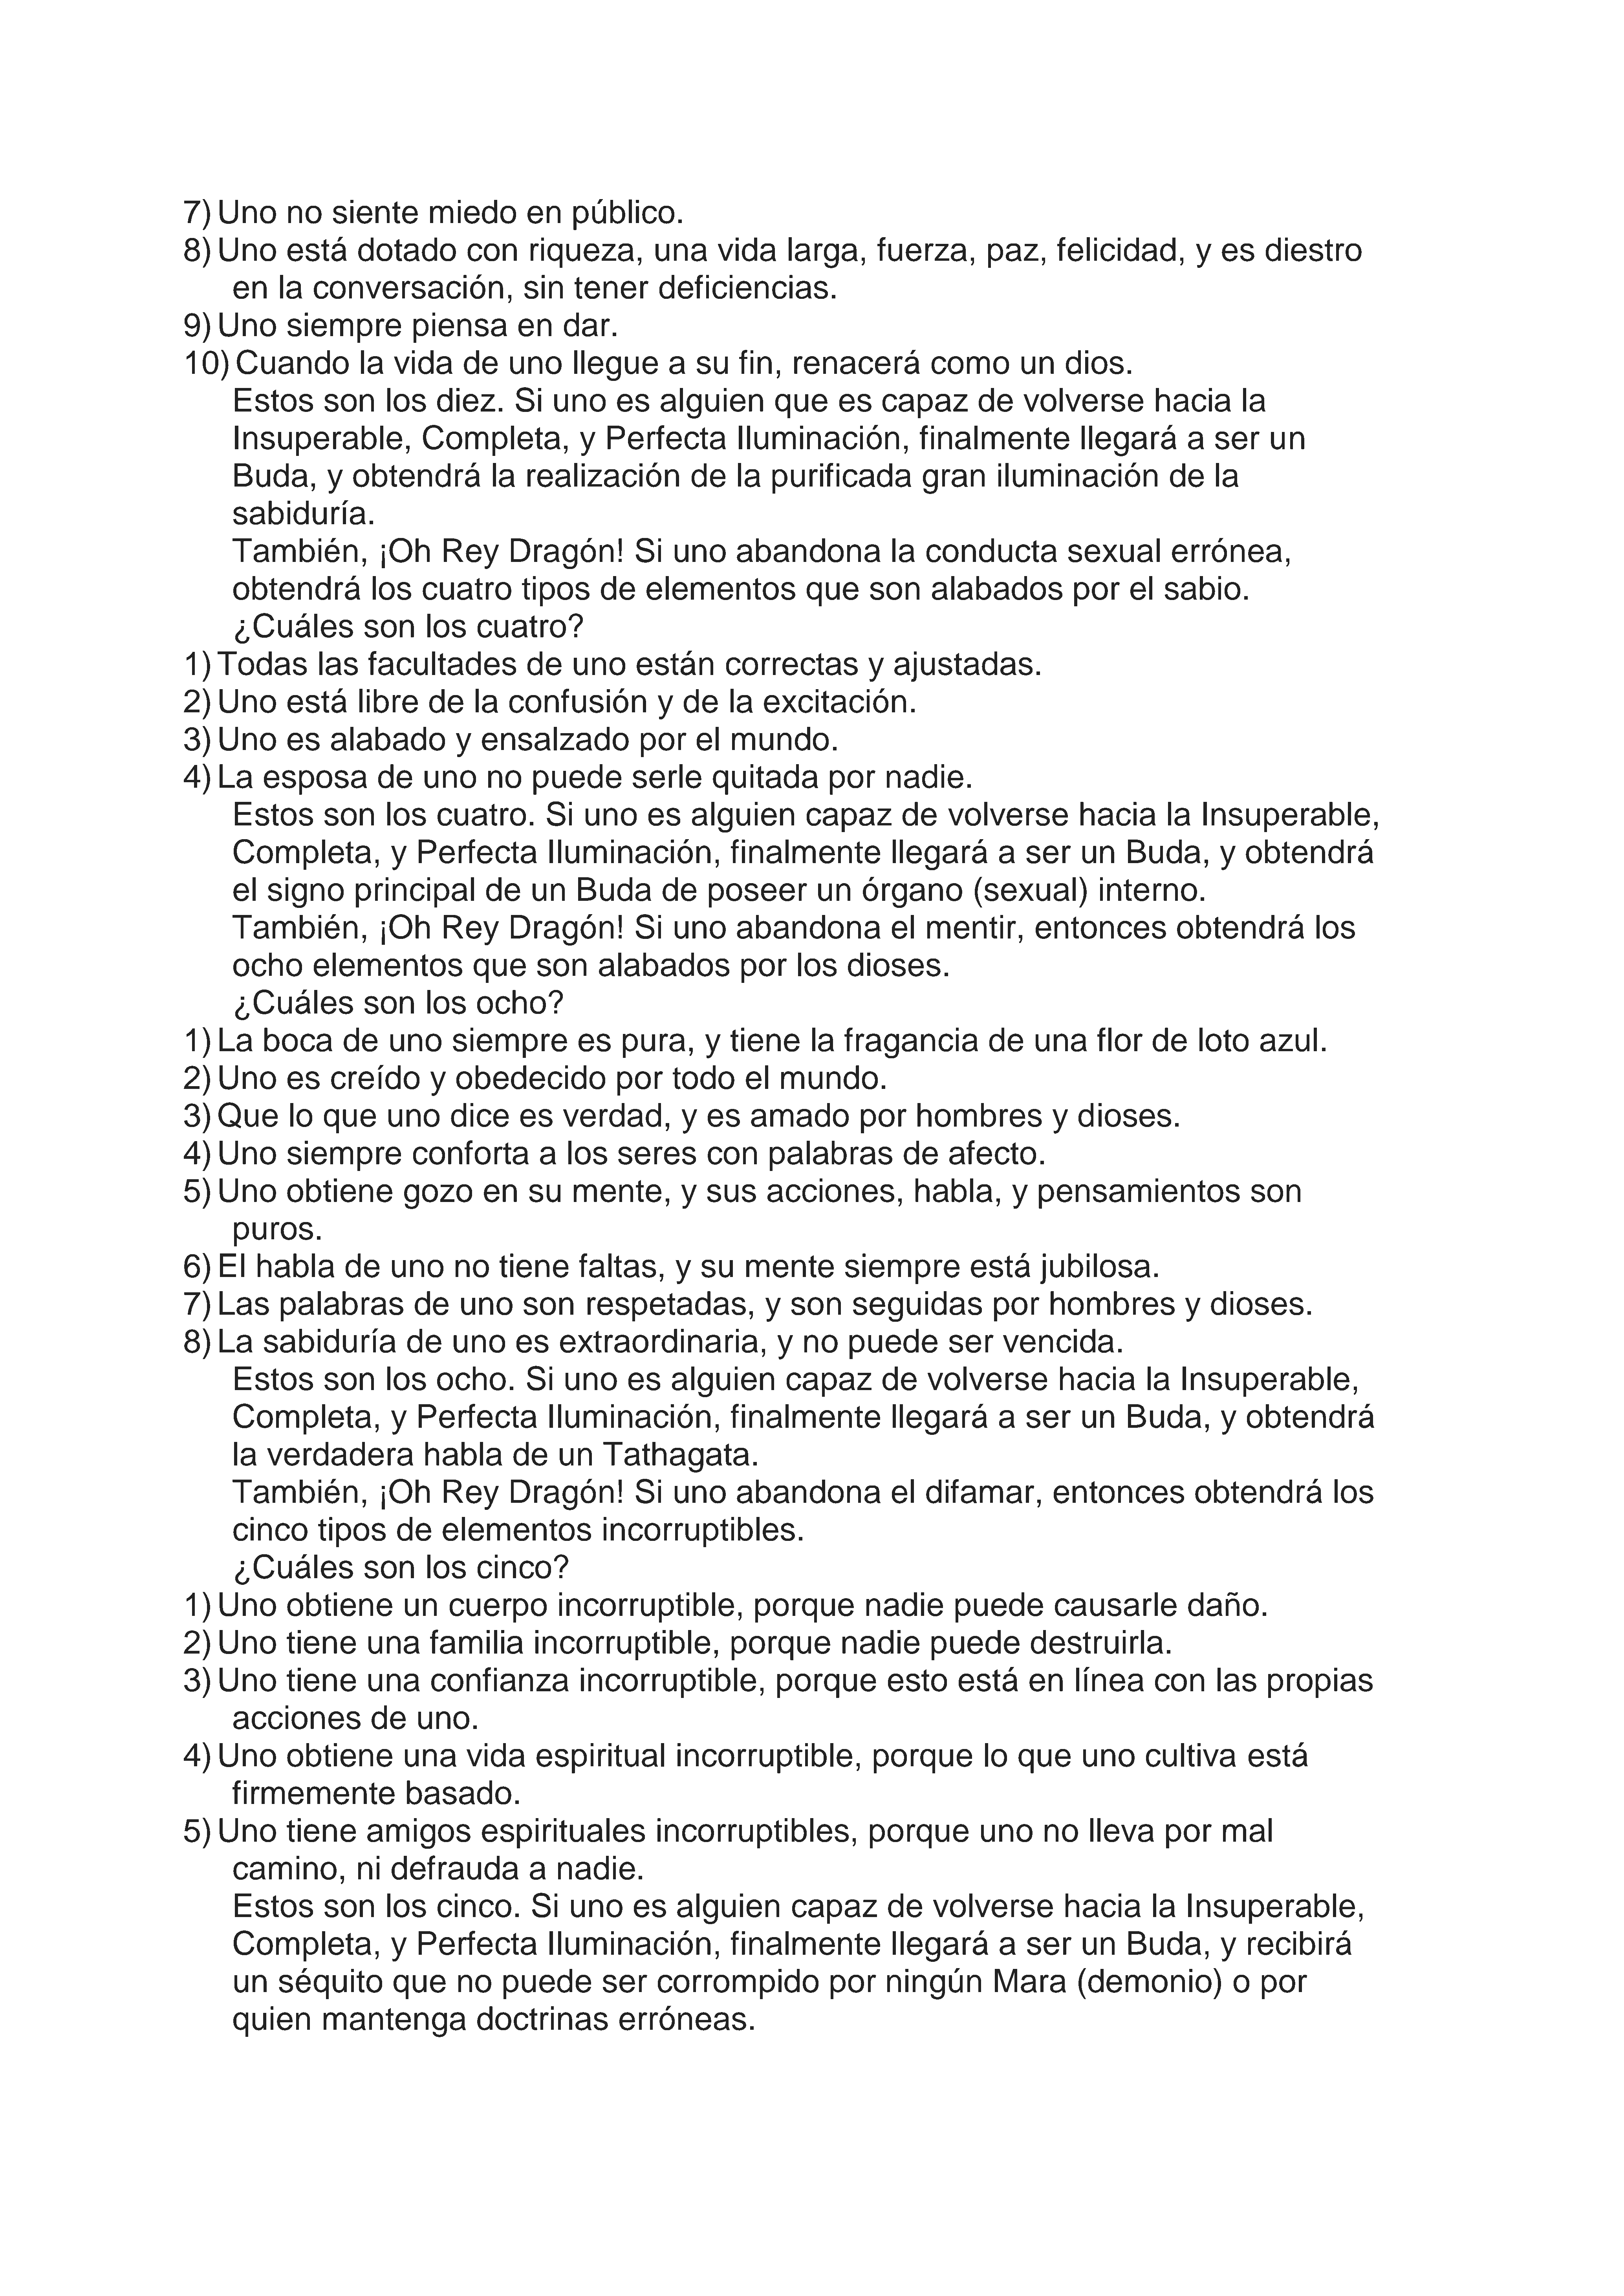 7) Uno no siente miedo en público.
8) Uno está dotado con riqueza, una vida larga, fuerza, paz, felicidad, y es diestro
en la conversación, sin tener deficiencias.
9) Uno siempre piensa en dar.
10) Cuando la vida de uno llegue a su fin, renacerá como un dios.
Estos son los diez. Si uno es alguien que es capaz de volverse hacia la
Insuperable, Completa, y Perfecta Iluminación, finalmente llegará a ser un
Buda, y obtendrá la realización de la purificada gran iluminación de la
sabiduría.
También, ¡Oh Rey Dragón! Si uno abandona la conducta sexual errónea,
obtendrá los cuatro tipos de elementos que son alabados por el sabio.
¿Cuáles son los cuatro?
1) Todas las facultades de uno están correctas y ajustadas.
2) Uno está libre de la confusión y de la excitación.
3) Uno es alabado y ensalzado por el mundo.
4) La esposa de uno no puede serle quitada por nadie.
Estos son los cuatro. Si uno es alguien capaz de volverse hacia la Insuperable,
Completa, y Perfecta Iluminación, finalmente llegará a ser un Buda, y obtendrá
el signo principal de un Buda de poseer un órgano (sexual) interno.
También, ¡Oh Rey Dragón! Si uno abandona el mentir, entonces obtendrá los
ocho elementos que son alabados por los dioses.
¿Cuáles son los ocho?
1) La boca de uno siempre es pura, y tiene la fragancia de una flor de loto azul.
2) Uno es creído y obedecido por todo el mundo.
3) Que lo que uno dice es verdad, y es amado por hombres y dioses.
4) Uno siempre conforta a los seres con palabras de afecto.
5) Uno obtiene gozo en su mente, y sus acciones, habla, y pensamientos son
puros.
6) El habla de uno no tiene faltas, y su mente siempre está jubilosa.
7) Las palabras de uno son respetadas, y son seguidas por hombres y dioses.
8) La sabiduría de uno es extraordinaria, y no puede ser vencida.
Estos son los ocho. Si uno es alguien capaz de volverse hacia la Insuperable,
Completa, y Perfecta Iluminación, finalmente llegará a ser un Buda, y obtendrá
la verdadera habla de un Tathagata.
También, ¡Oh Rey Dragón! Si uno abandona el difamar, entonces obtendrá los
cinco tipos de elementos incorruptibles.
¿Cuáles son los cinco?
1) Uno obtiene un cuerpo incorruptible, porque nadie puede causarle daño.
2) Uno tiene una familia incorruptible, porque nadie puede destruirla.
3) Uno tiene una confianza incorruptible, porque esto está en línea con las propias
acciones de uno.
4) Uno obtiene una vida espiritual incorruptible, porque lo que uno cultiva está
firmemente basado.
5) Uno tiene amigos espirituales incorruptibles, porque uno no lleva por mal
camino, ni defrauda a nadie.
Estos son los cinco. Si uno es alguien capaz de volverse hacia la Insuperable,
Completa, y Perfecta Iluminación, finalmente llegará a ser un Buda, y recibirá
un séquito que no puede ser corrompido por ningún Mara (demonio) o por
quien mantenga doctrinas erróneas.